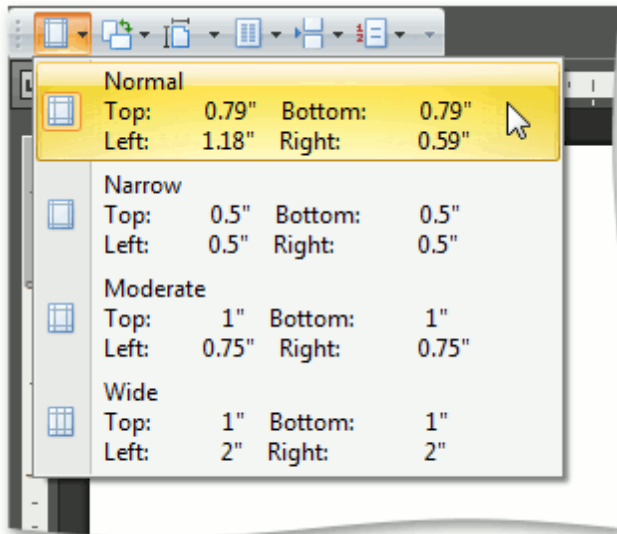 Normal
Top: 0.79" Bottom: 0.79"
Left: 1.18" Right: 0.59"
Narrow
Top: 0.5" Bottom: 0.5"
Left: 0.5" Right: 0.5"
Moderate
Top: 1" Bottom: 1"
Left: 0.75" Right: 0.75"
Wide
Top: 1" Bottom: 1"
Left: 2" Right: 2"